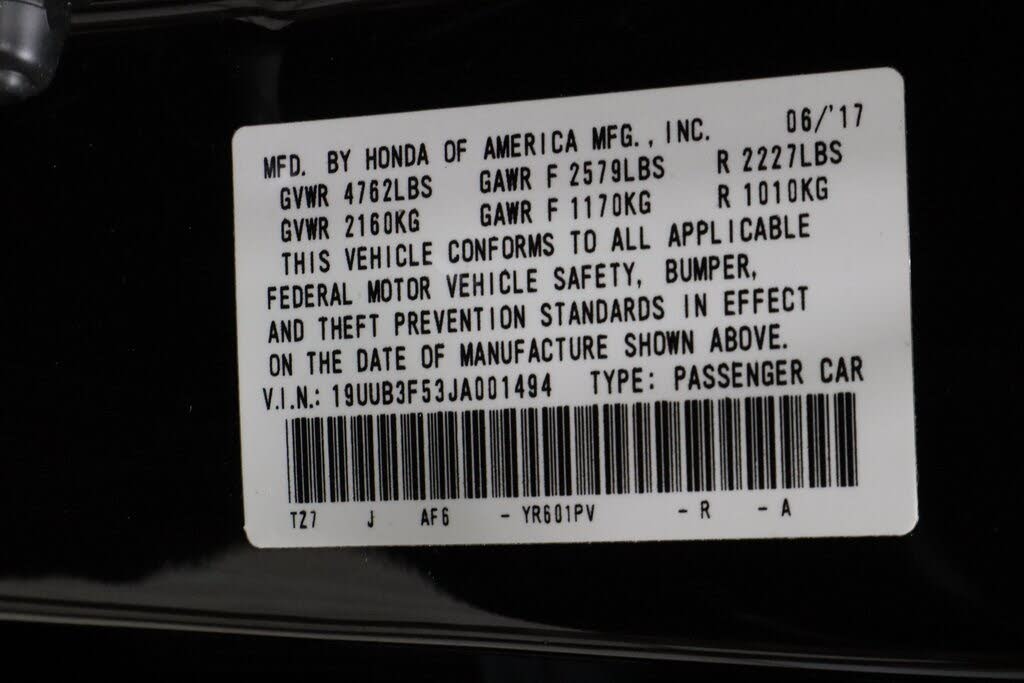 MFD. BY HONDA OF AMERICA MFG., INC. 06/'17
GVWR 4762LBS GAWR F 2579LBS R 2227LBS
GVWR 2160KG GAWR F 1170KG R 1010KG
THIS VEHICLE CONFORMS TO ALL APPLICABLE
FEDERAL MOTOR VEHICLE SAFETY, BUMPER,
AND THEFT PREVENTION STANDARDS IN EFFECT
ON THE DATE OF MANUFACTURE SHOWN ABOVE.
V.I.N.: 19UUB3F53JA001494 TYPE: PASSENGER CAR
TZ7 J AF6 - YR601PV - R - A